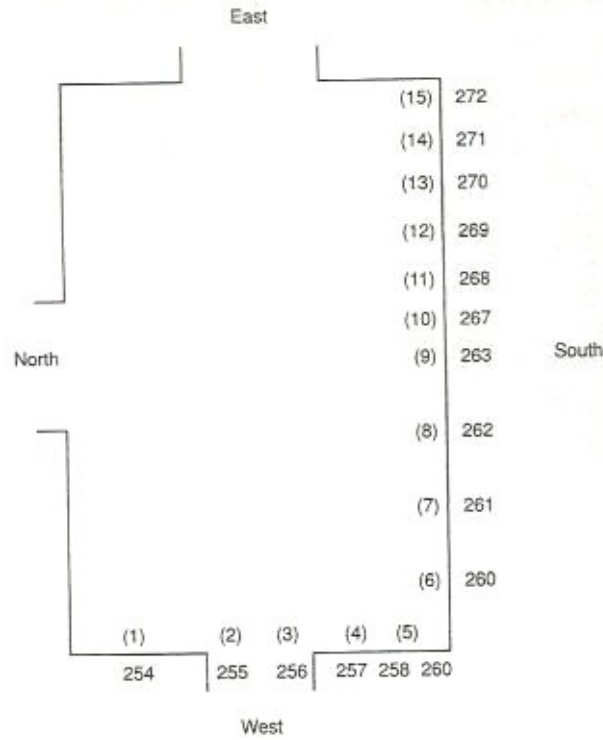 East
(15) 272
(14) 271
(13) 270
(12) 269
(11) 268
(10) 267
(9) 263
North
South
(8) 262
(7) 261
(6) 260
(1) (2) (3) (4) (5)
254 255 256 257 258 260
West